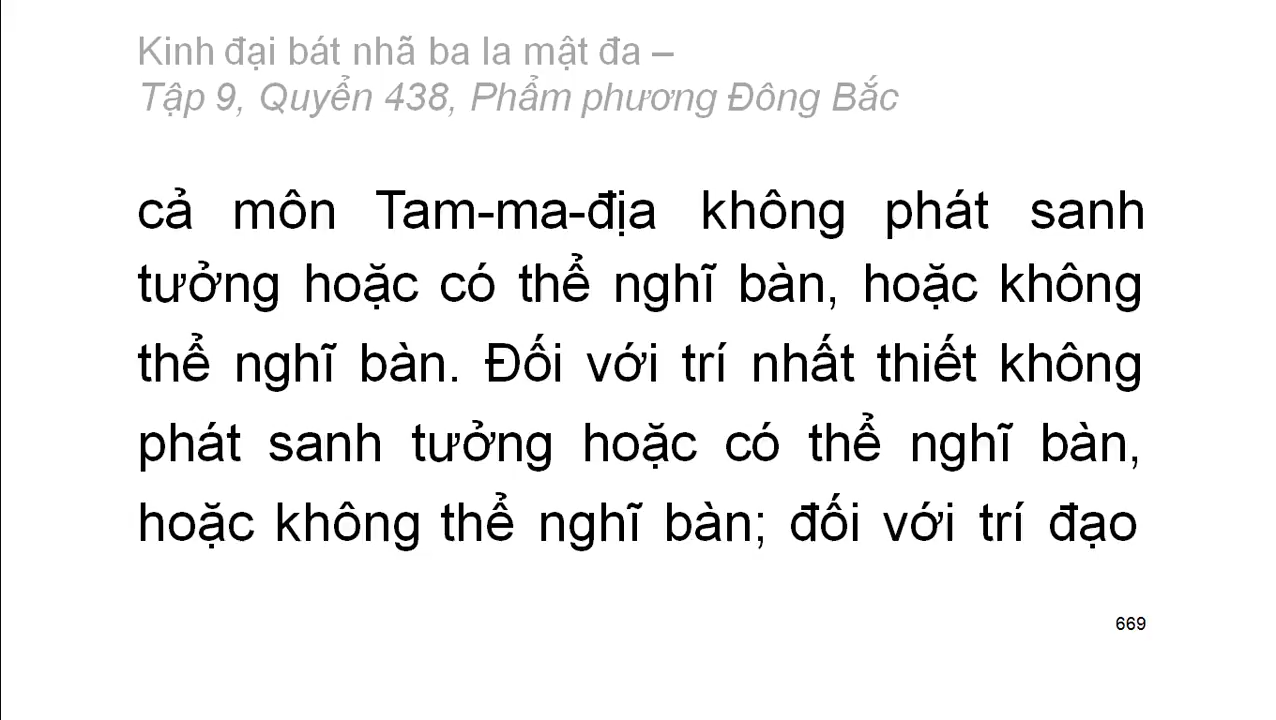 Kinh đại bát nhã ba la mật đa –
Tập 9, Quyển 438, Phẩm phương Đông Bắc
cả môn Tam-ma-địa không phát sanh
tưởng hoặc có thể nghĩ bàn, hoặc không
thể nghĩ bàn. Đối với trí nhất thiết không
phát sanh tưởng hoặc có thể nghĩ bàn,
hoặc không thể nghĩ bàn; đối với trí đạo
669